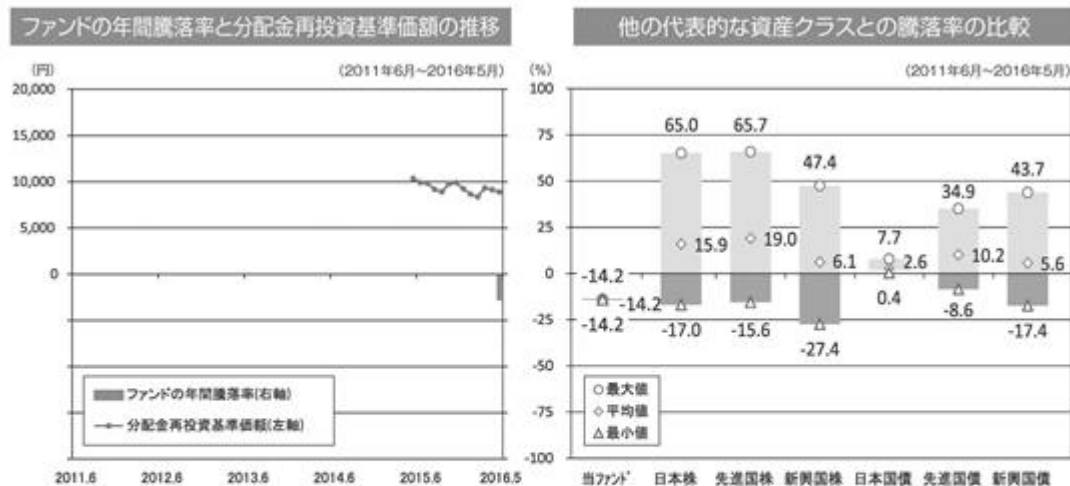 ファンドの年間騰落率と分配金再投資基準価額の推移
(円)
(2011年6月～2016年5月)
20,000
15,000
10,000
5,000
0
ファンドの年間騰落率(右軸)
分配金再投資基準価額(左軸)
2011.6 2012.6 2013.6 2014.6 2015.6 2016.5
他の代表的な資産クラスとの騰落率の比較
(%)
(2011年6月～2016年5月)
100
75
50
25
0
-25
-50
-75
-100
65.0 65.7 47.4 7.7 34.9 43.7
-14.2 15.9 19.0 6.1 2.6 10.2 5.6
-14.2
-14.2 -17.0 -15.6 -27.4 0.4 -8.6 -17.4
最大値
平均値
最小値
当ファンド 日本株 先進国株 新興国株 日本国債 先進国債 新興国債